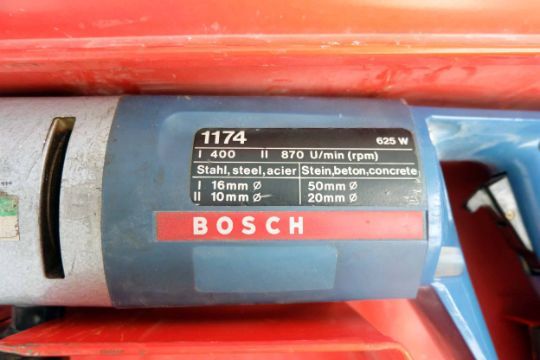 1174 625 W
I 400 II 870 U/min (rpm)
Stahl, steel, acier Stein, beton, concrete
I 16mm ⌀ 50mm ⌀
II 10mm ⌀ 20mm ⌀
BOSCH